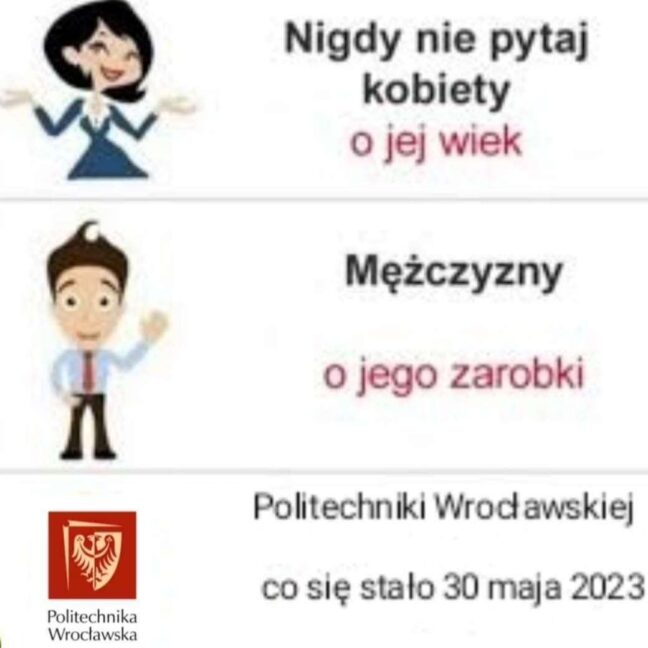 Nigdy nie pytaj
kobiety
o jej wiek
Mężczyzny
o jego zarobki
Politechniki Wrocławskiej
co się stało 30 maja 2023
Politechnika
Wrocławska